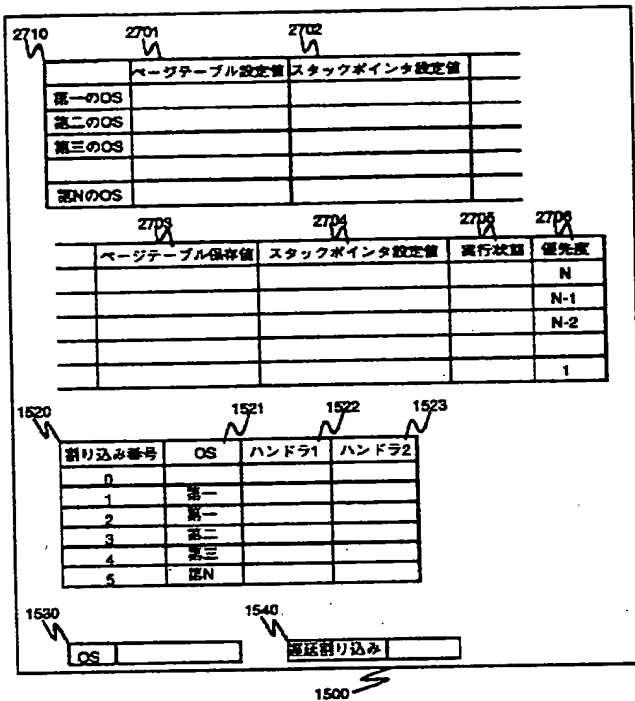 2710 2701 2702
ページテーブル設定値 スタックポインタ設定値
第一のOS
第二のOS
第三のOS
第NのOS
2703 2704 2705 2706
ページテーブル保存値 スタックポインタ設定値 実行状態 優先度
N
N-1
N-2
1
1520 1521 1522 1523
割り込み番号 OS ハンドラ1 ハンドラ2
0
1 第一
2 第一
3 第二
4 第三
5 第N
1530 1540
OS 遅延割り込み
1500